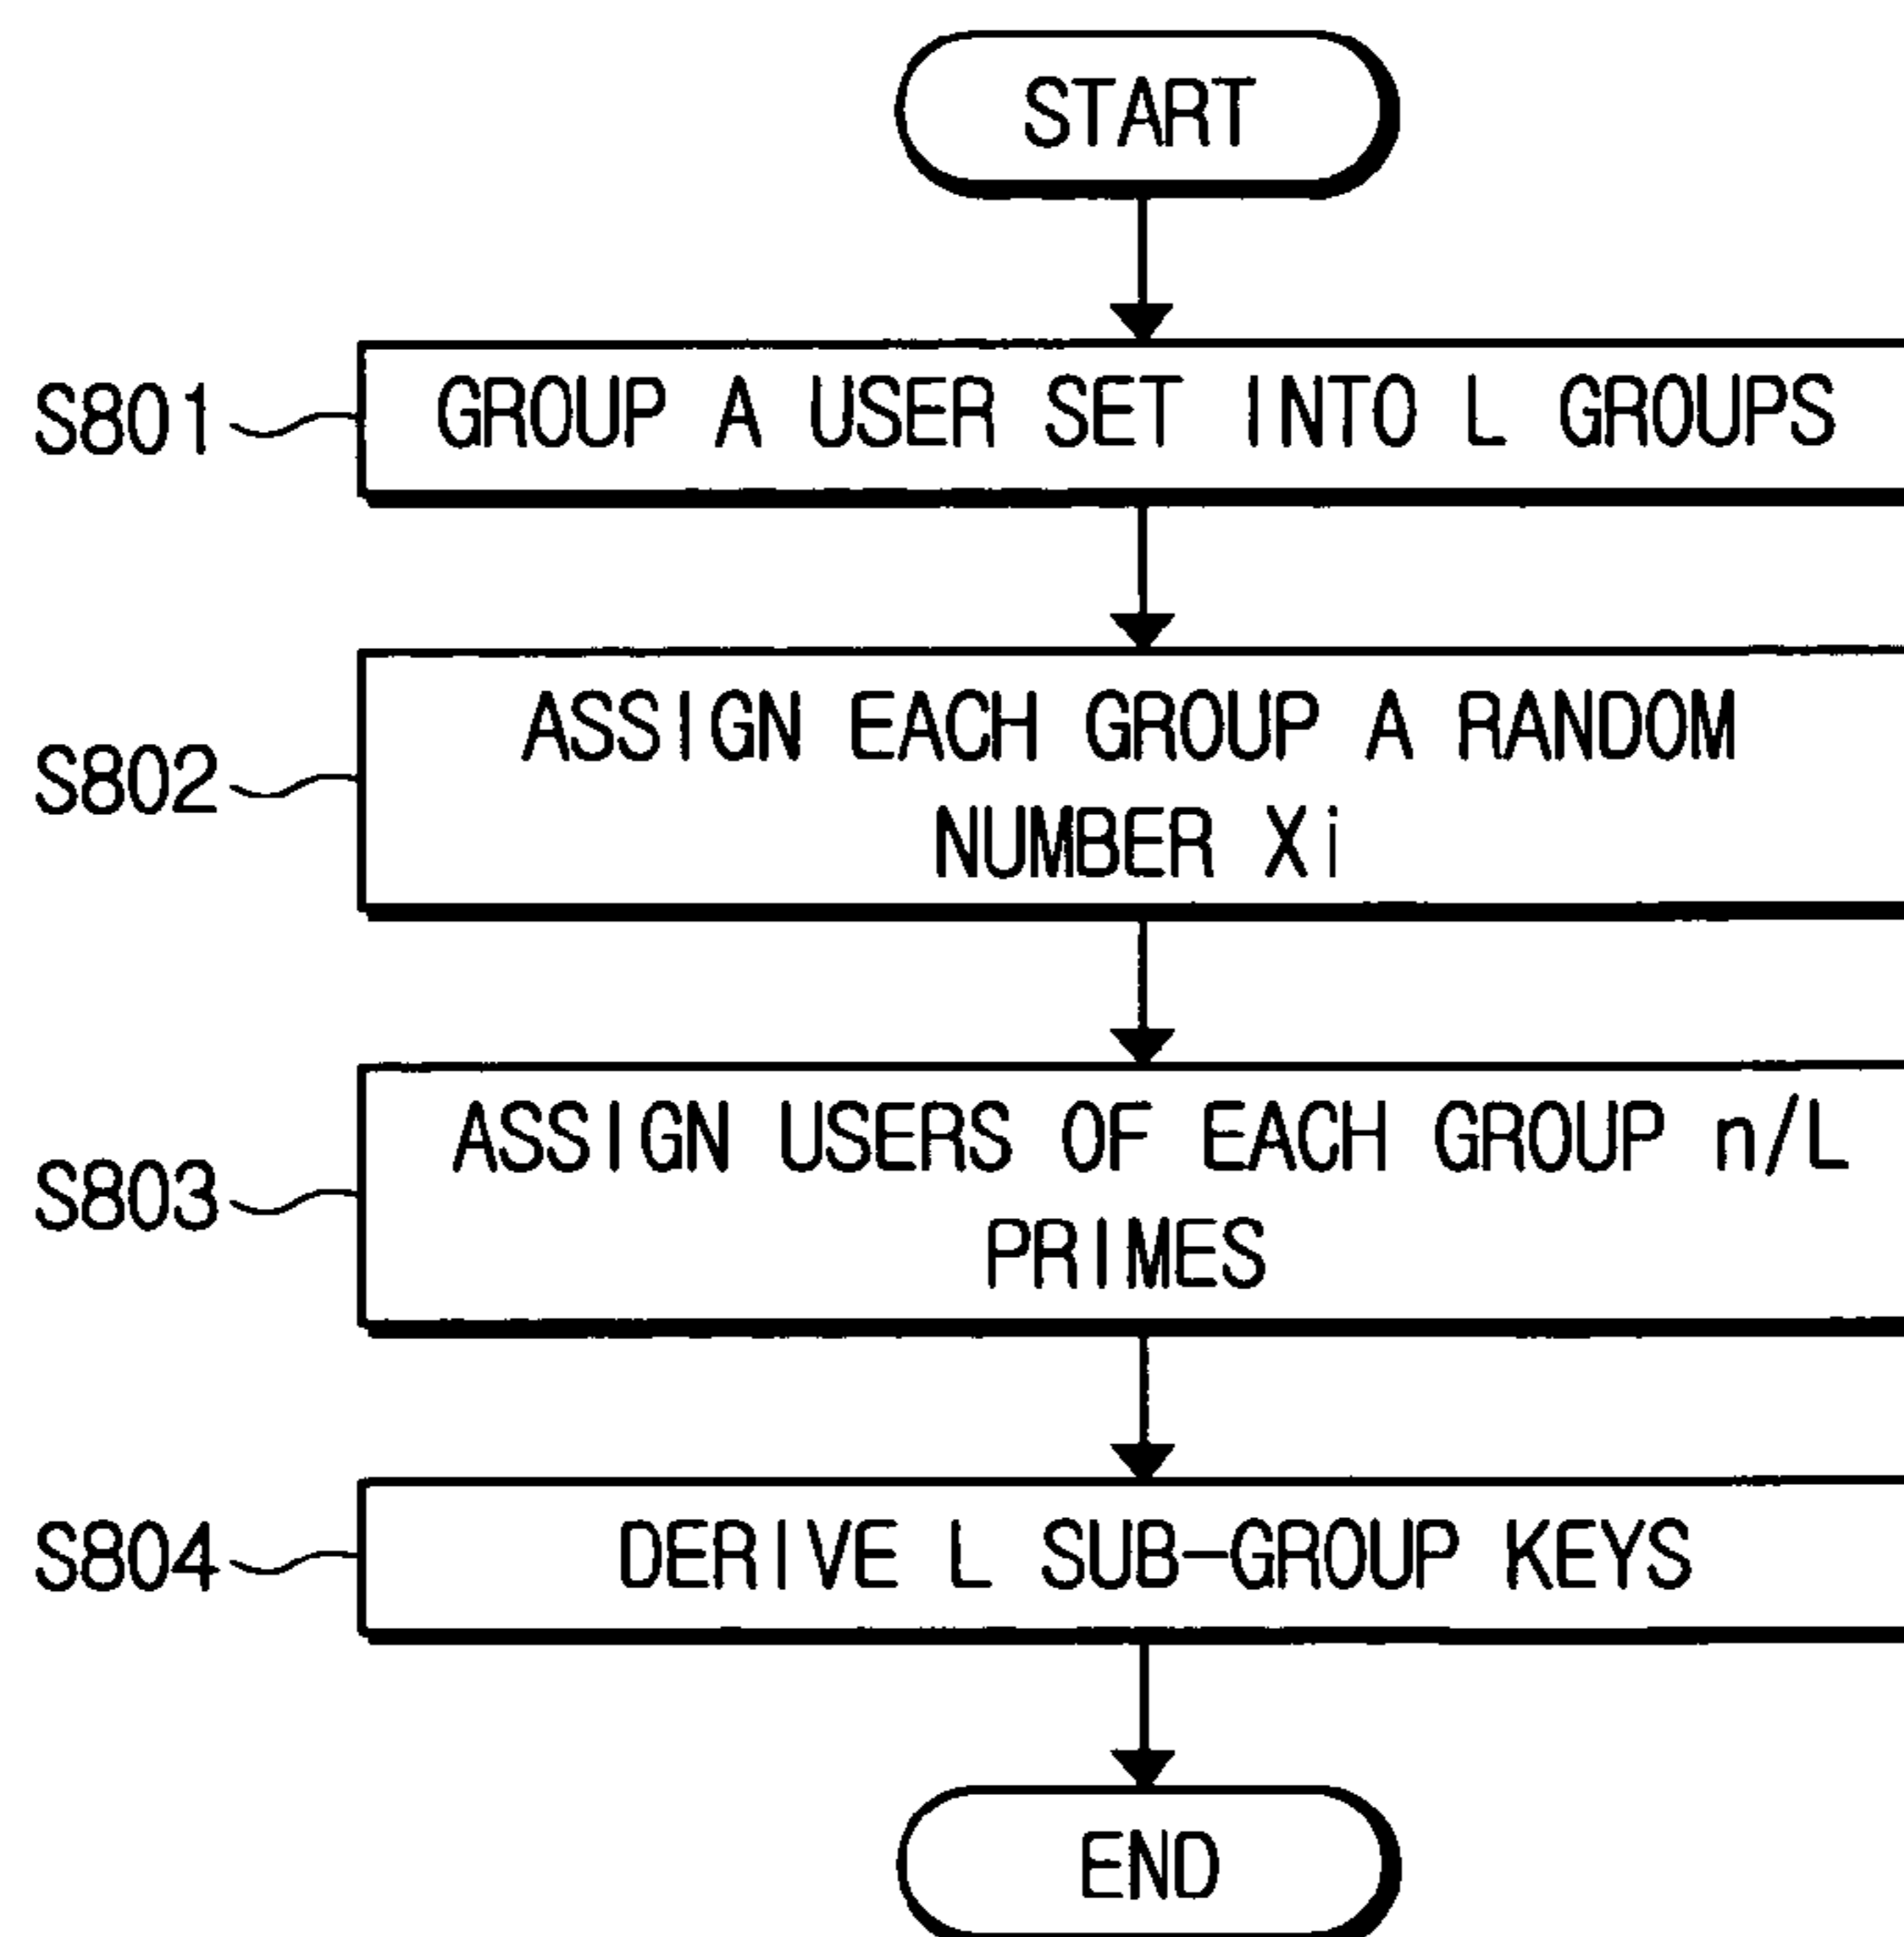 START
S801
GROUP A USER SET INTO L GROUPS
S802
ASSIGN EACH GROUP A RANDOM
NUMBER Xi
S803
ASSIGN USERS OF EACH GROUP n/L
PRIMES
S804
DERIVE L SUB-GROUP KEYS
END